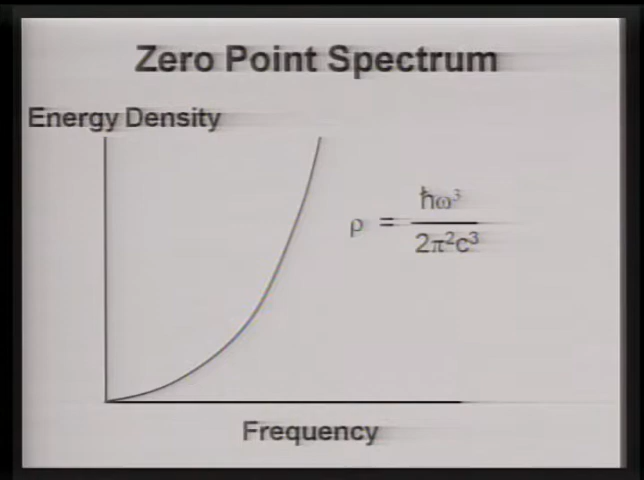 Zero Point Spectrum
Energy Density
ρ = ħω³
2π²c³
Frequency